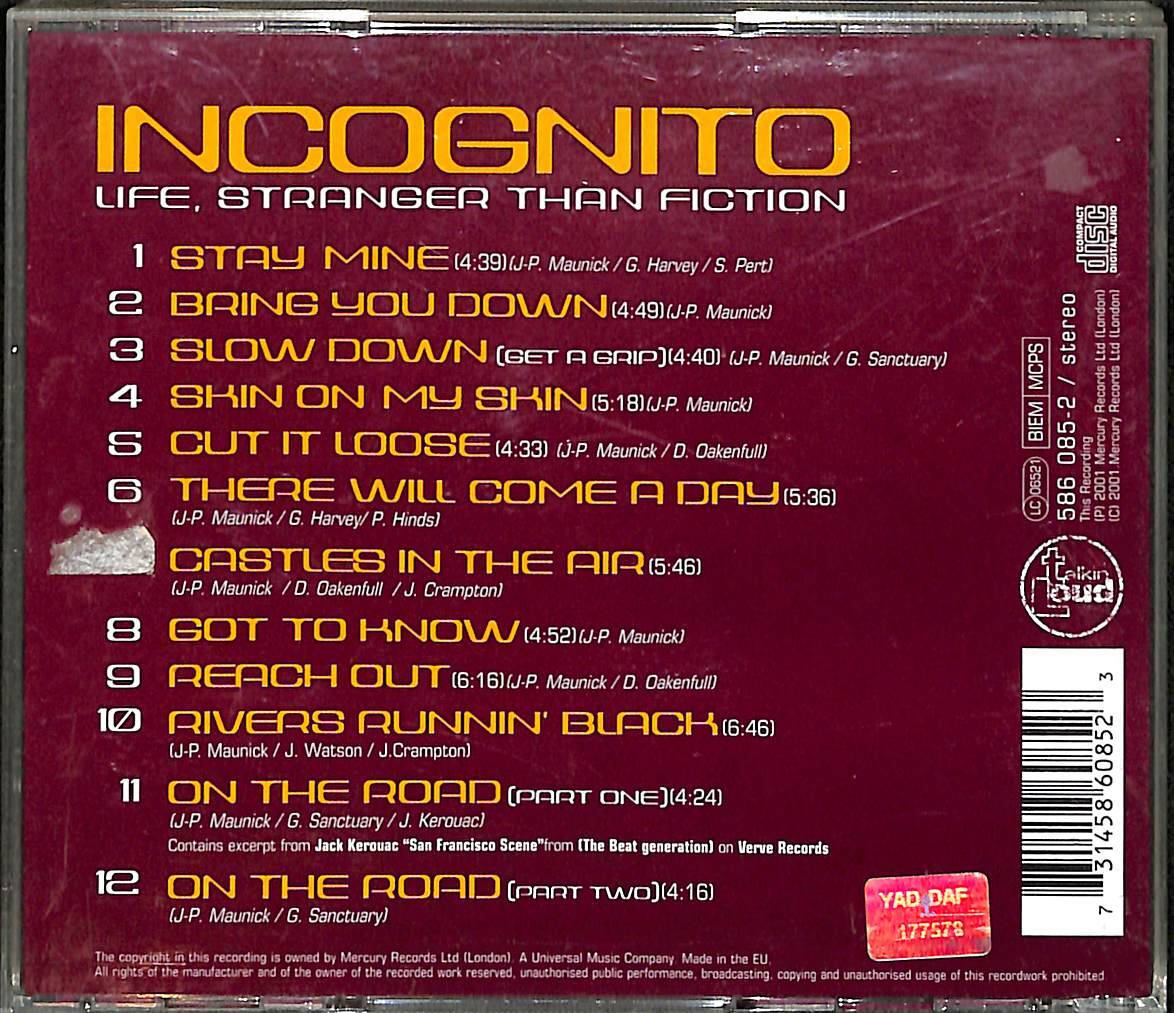 INCOGNITO
LIFE, STRANGER THAN FICTION
1 STAY MINE (4:39) (J-P. Maunick / G. Harvey / S. Pert)
2 BRING YOU DOWN (4:49) (J-P. Maunick)
3 SLOW DOWN (GET A GRIP) (4:40) (J-P. Maunick / G. Sanctuary)
4 SKIN ON MY SKIN (5:18) (J-P. Maunick)
5 CUT IT LOOSE (4:33) (J-P. Maunick / D. Oakenfull)
6 THERE WILL COME A DAY (5:36)
(J-P. Maunick / G. Harvey/ P. Hinds)
CASTLES IN THE AIR (5:46)
(J-P. Maunick / D. Oakenfull / J. Crampton)
8 GOT TO KNOW (4:52) (J-P. Maunick)
9 REACH OUT (6:16) (J-P. Maunick / D. Oakenfull)
10 RIVERS RUNNIN' BLACK (6:46)
(J-P. Maunick / J. Watson / J.Crampton)
11 ON THE ROAD (PART ONE) (4:24)
(J-P. Maunick / G. Sanctuary / J. Kerouac)
Contains excerpt from Jack Kerouac "San Francisco Scene"from (The Beat generation) on Verve Records
12 ON THE ROAD (PART TWO) (4:16)
(J-P. Maunick / G. Sanctuary)
The copyright in this recording is owned by Mercury Records Ltd (London). A Universal Music Company. Made in the EU.
All rights of the manufacturer and of the owner of the recorded work reserved, unauthorised public performance, broadcasting, copying and unauthorised usage of this recordwork prohibited
COMPACT
disc
DIGITAL AUDIO
LC 06521 BIEM MCPS
586 085-2 / stereo
This Recording
(P) 2001 Mercury Records Ltd (London)
(C) 2001 Mercury Records Ltd (London)
talkin
loud
7 31458 60852 3
YAD DAF
177578